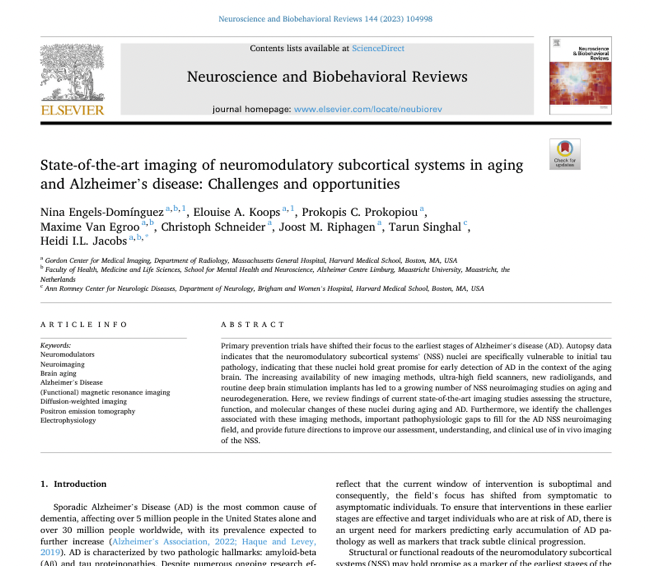 Neuroscience and Biobehavioral Reviews 144 (2023) 104998
Contents lists available at ScienceDirect
Neuroscience and Biobehavioral Reviews
journal homepage: www.elsevier.com/locate/neubiorev
ELSEVIER
Neuroscience & Biobehavioral Reviews
Check for updates
State-of-the-art imaging of neuromodulatory subcortical systems in aging
and Alzheimer's disease: Challenges and opportunities
Nina Engels-Domínguez a,b,1, Elouise A. Koops a,1, Prokopis C. Prokopiou a,
Maxime Van Egroo a,b, Christoph Schneider a, Joost M. Riphagen a, Tarun Singhal c,
Heidi I.L. Jacobs a,b,*
a Gordon Center for Medical Imaging, Department of Radiology, Massachusetts General Hospital, Harvard Medical School, Boston, MA, USA
b Faculty of Health, Medicine and Life Sciences, School for Mental Health and Neuroscience, Alzheimer Centre Limburg, Maastricht University, Maastricht, the
Netherlands
c Ann Romney Center for Neurologic Diseases, Department of Neurology, Brigham and Women's Hospital, Harvard Medical School, Boston, MA, USA
ARTICLE INFO
Keywords:
Neuromodulators
Neuroimaging
Brain aging
Alzheimer's Disease
(Functional) magnetic resonance imaging
Diffusion-weighted imaging
Positron emission tomography
Electrophysiology
ABSTRACT
Primary prevention trials have shifted their focus to the earliest stages of Alzheimer's disease (AD). Autopsy data
indicates that the neuromodulatory subcortical systems' (NSS) nuclei are specifically vulnerable to initial tau
pathology, indicating that these nuclei hold great promise for early detection of AD in the context of the aging
brain. The increasing availability of new imaging methods, ultra-high field scanners, new radioligands, and
routine deep brain stimulation implants has led to a growing number of NSS neuroimaging studies on aging and
neurodegeneration. Here, we review findings of current state-of-the-art imaging studies assessing the structure,
function, and molecular changes of these nuclei during aging and AD. Furthermore, we identify the challenges
associated with these imaging methods, important pathophysiologic gaps to fill for the AD NSS neuroimaging
field, and provide future directions to improve our assessment, understanding, and clinical use of in vivo imaging
of the NSS.
1. Introduction
Sporadic Alzheimer's Disease (AD) is the most common cause of
dementia, affecting over 5 million people in the United States alone and
over 30 million people worldwide, with its prevalence expected to
further increase (Alzheimer's Association, 2022; Haque and Levey,
2019). AD is characterized by two pathologic hallmarks: amyloid-beta
(Aβ) and tau proteinopathies. Despite numerous ongoing research ef-
reflect that the current window of intervention is suboptimal and
consequently, the field's focus has shifted from symptomatic to
asymptomatic individuals. To ensure that interventions in these earlier
stages are effective and target individuals who are at risk of AD, there is
an urgent need for markers predicting early accumulation of AD pa-
thology as well as markers that track subtle clinical progression.
Structural or functional readouts of the neuromodulatory subcortical
systems (NSS) may hold promise as a marker of the earliest stages of the